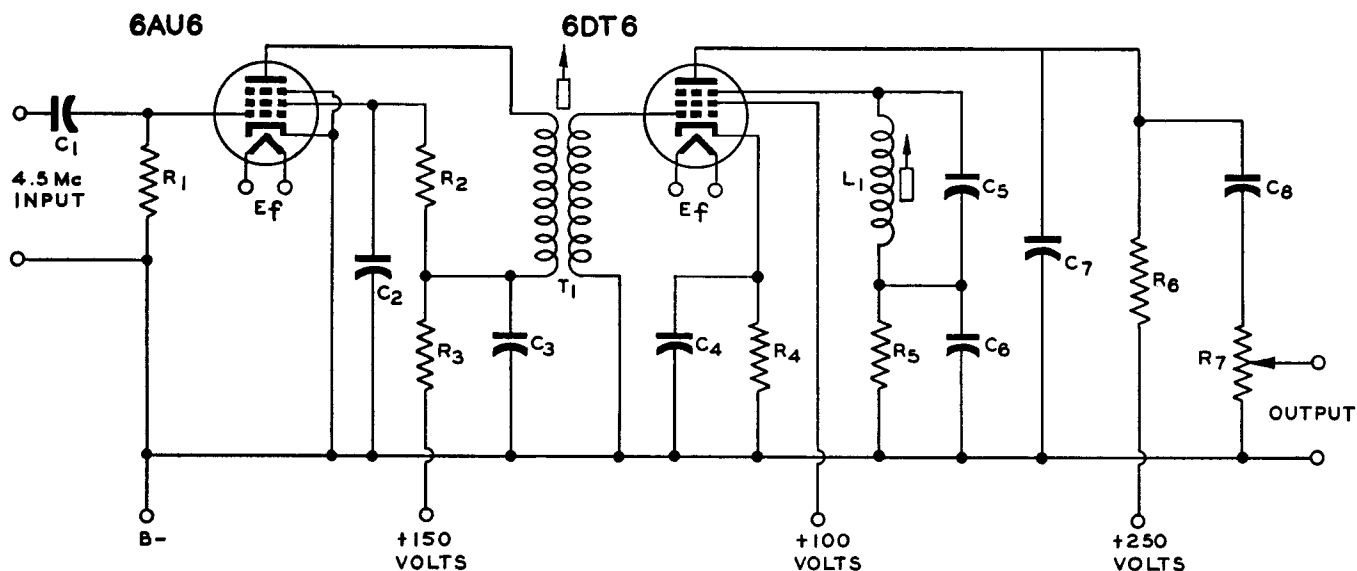 6AU6
6DT6
C1
4.5 Mc
INPUT
R1
Ef
R2
C2
R3
C3
T1
Ef
C4
R4
L1
C5
R5
C6
C7
R6
C8
R7
OUTPUT
B-
+150
VOLTS
+100
VOLTS
+250
VOLTS